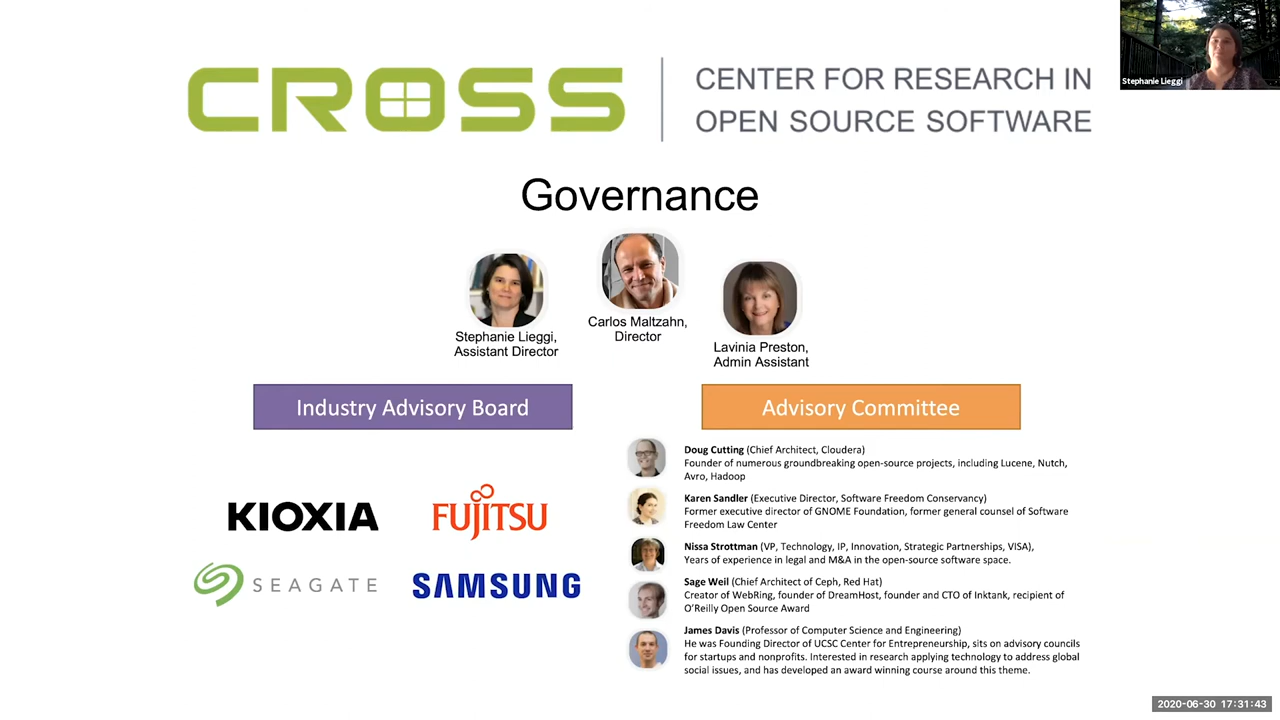 CROSS
CENTER FOR RESEARCH IN
OPEN SOURCE SOFTWARE
Stephanie Lieggi
Governance
Stephanie Lieggi,
Assistant Director
Carlos Maltzahn,
Director
Lavinia Preston,
Admin Assistant
Industry Advisory Board
KIOXIA
FUJITSU
SEAGATE
SAMSUNG
Advisory Committee
Doug Cutting (Chief Architect, Cloudera)
Founder of numerous groundbreaking open-source projects, including Lucene, Nutch,
Avro, Hadoop
Karen Sandler (Executive Director, Software Freedom Conservancy)
Former executive director of GNOME Foundation, former general counsel of Software
Freedom Law Center
Nissa Strottman (VP, Technology, IP, Innovation, Strategic Partnerships, VISA),
Years of experience in legal and M&A in the open-source software space.
Sage Weil (Chief Architect of Ceph, Red Hat)
Creator of WebRing, founder of DreamHost, founder and CTO of Inktank, recipient of
O’Reilly Open Source Award
James Davis (Professor of Computer Science and Engineering)
He was Founding Director of UCSC Center for Entrepreneurship, sits on advisory councils
for startups and nonprofits. Interested in research applying technology to address global
social issues, and has developed an award winning course around this theme.
2020-06-30 17:31:43